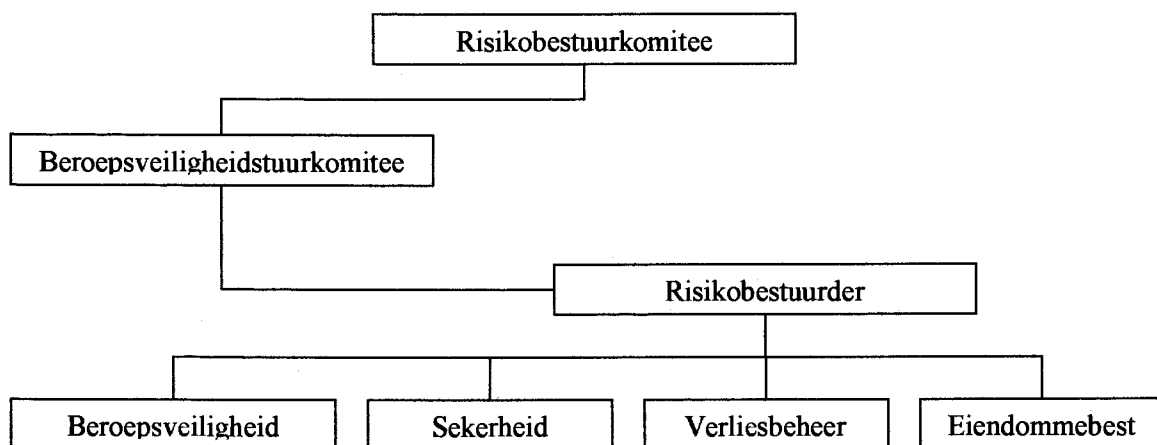 Risikobestuurkomitee
Beroepsveiligheidstuurkomitee
Risikobestuurder
Beroepsveiligheid Sekerheid Verliesbeheer Eiendommebest